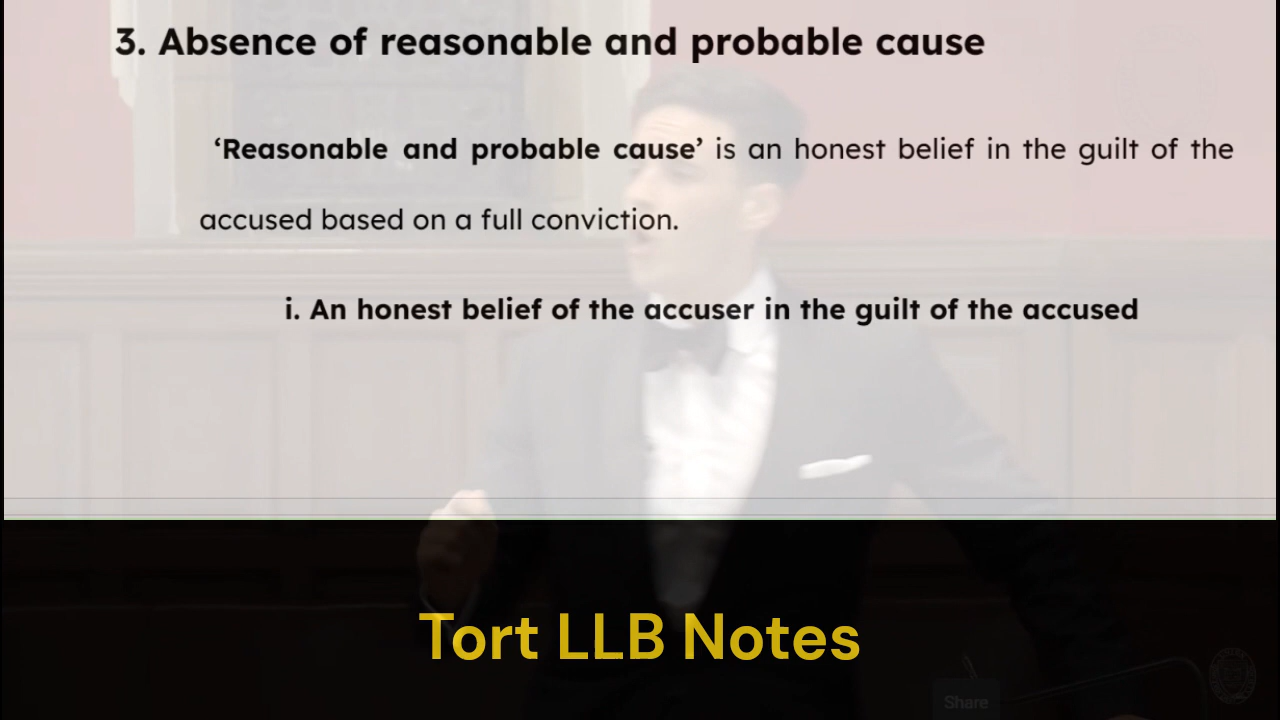 3. Absence of reasonable and probable cause
‘Reasonable and probable cause’ is an honest belief in the guilt of the
accused based on a full conviction.
i. An honest belief of the accuser in the guilt of the accused
Tort LLB Notes
Share